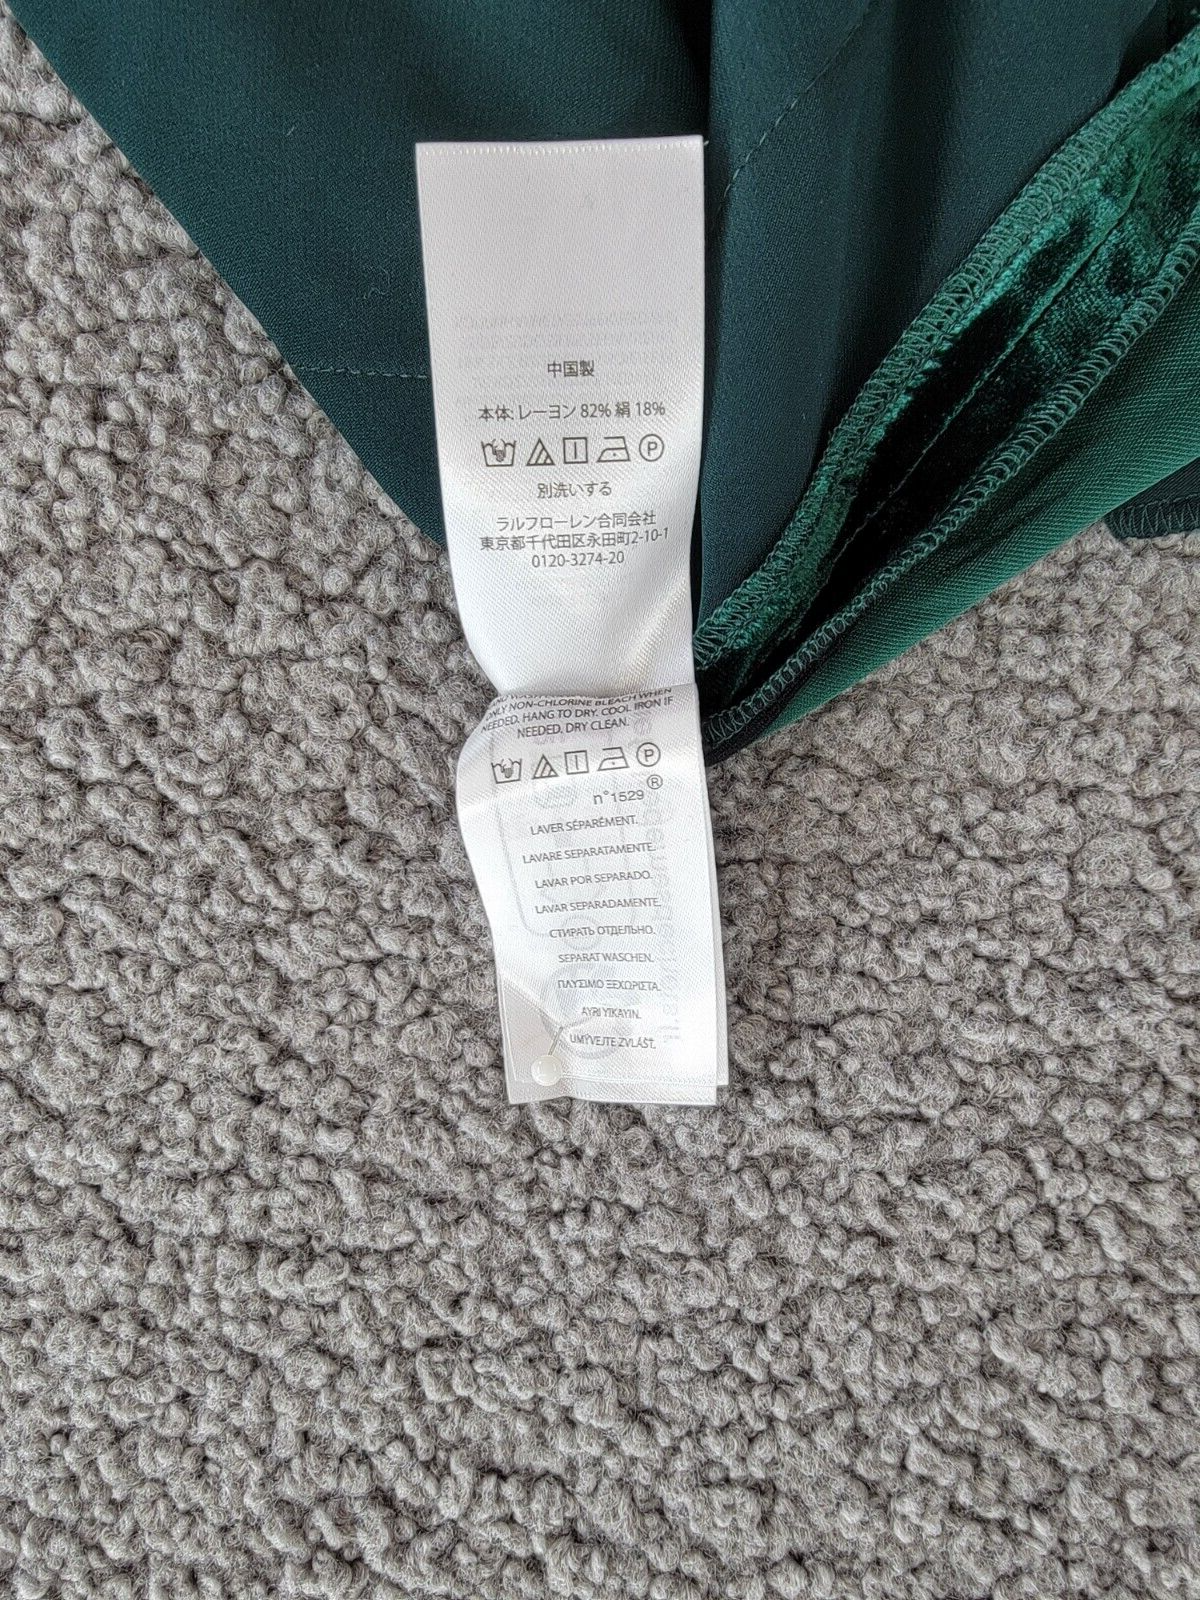 中国製
本体: レーヨン 82% 絹 18%
P
別洗いする
ラルフローレン合同会社
東京都千代田区永田町2-10-1
0120-3274-20
ONLY NON-CHLORINE BLEACH WHEN
NEEDED. HANG TO DRY. COOL IRON IF
NEEDED. DRY CLEAN.
P
®
n°1529
LAVER SÉPARÉMENT.
LAVARE SEPARATAMENTE.
LAVAR POR SEPARADO.
LAVAR SEPARADAMENTE.
СТИРАТЬ ОТДЕЛЬНО.
SEPARAT WASCHEN.
ΠΛΥΣΙΜΟ ΞΕΧΩΡΙΣΤΑ.
AYRI YIKAYIN.
UMÝVEJTE ZVLÁŠŤ.